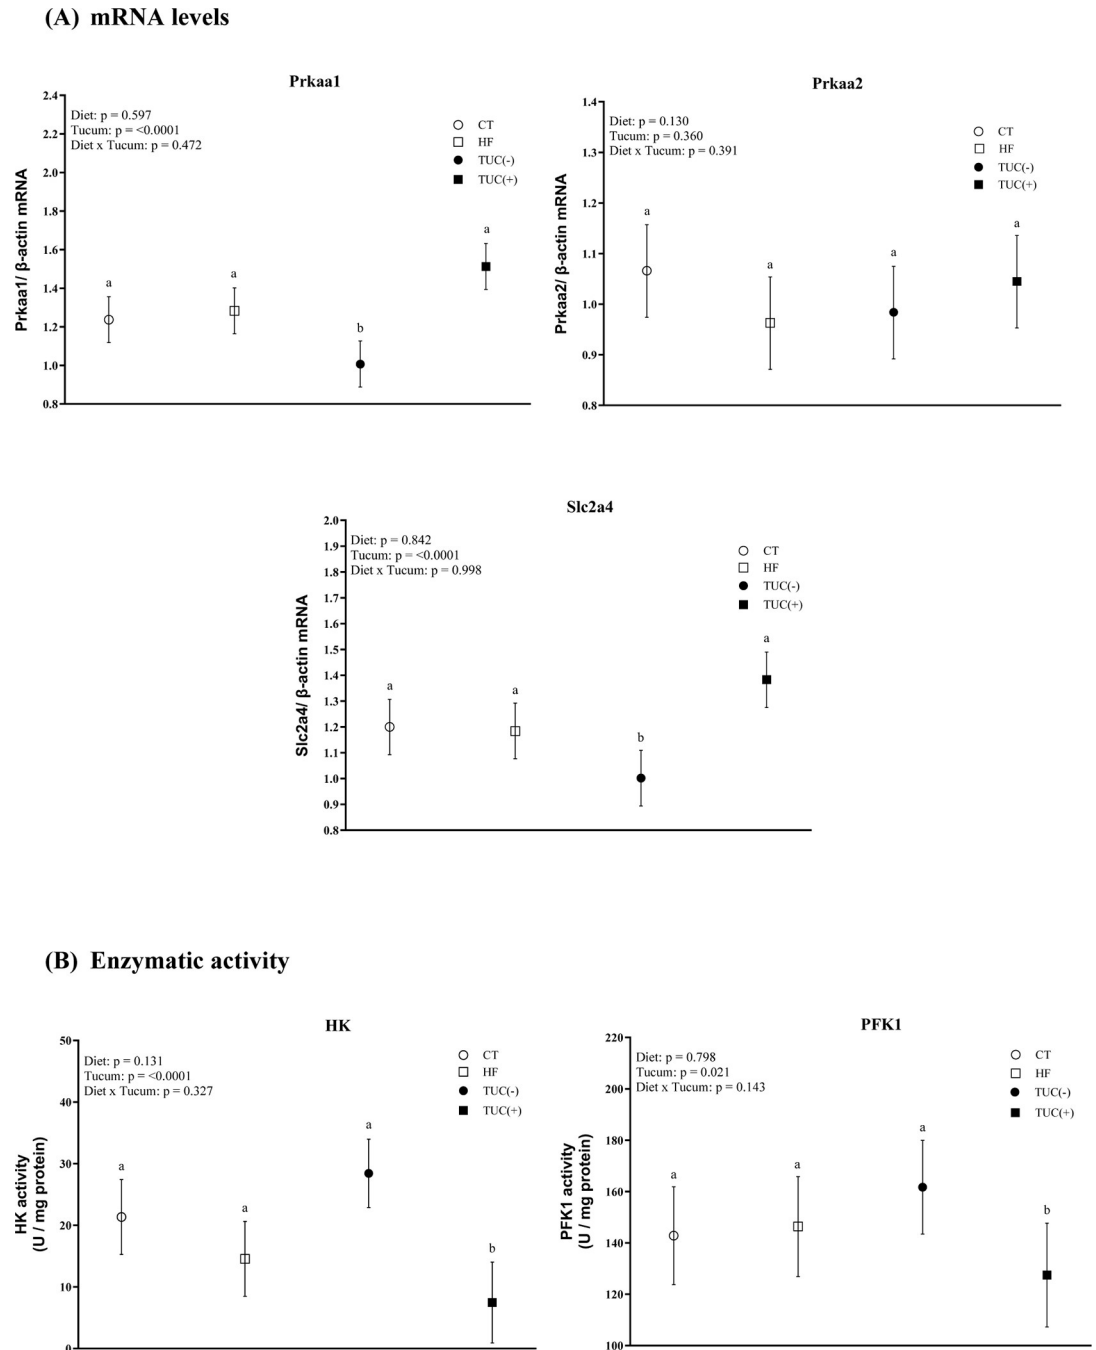 (A) mRNA levels
Prkaa1
Prkaa1/ β-actin mRNA
2.4
2.2
2.0
1.8
1.6
1.4
1.2
1.0
0.8
Diet: p = 0.597
Tucum: p = <0.0001
Diet x Tucum: p = 0.472
CT
HF
TUC(-)
TUC(+)
a
a
b
a
Prkaa2
Prkaa2/ β-actin mRNA
1.4
1.3
1.2
1.1
1.0
0.9
0.8
Diet: p = 0.130
Tucum: p = 0.360
Diet x Tucum: p = 0.391
CT
HF
TUC(-)
TUC(+)
a
a
a
a
Slc2a4
Slc2a4/ β-actin mRNA
2.0
1.9
1.8
1.7
1.6
1.5
1.4
1.3
1.2
1.1
1.0
0.9
0.8
Diet: p = 0.842
Tucum: p = <0.0001
Diet x Tucum: p = 0.998
CT
HF
TUC(-)
TUC(+)
a
a
b
a
(B) Enzymatic activity
HK
HK activity
(U / mg protein)
50
40
30
20
10
0
Diet: p = 0.131
Tucum: p = <0.0001
Diet x Tucum: p = 0.327
CT
HF
TUC(-)
TUC(+)
a
a
a
b
PFK1
PFK1 activity
(U / mg protein)
220
200
180
160
140
120
100
Diet: p = 0.798
Tucum: p = 0.021
Diet x Tucum: p = 0.143
CT
HF
TUC(-)
TUC(+)
a
a
a
b